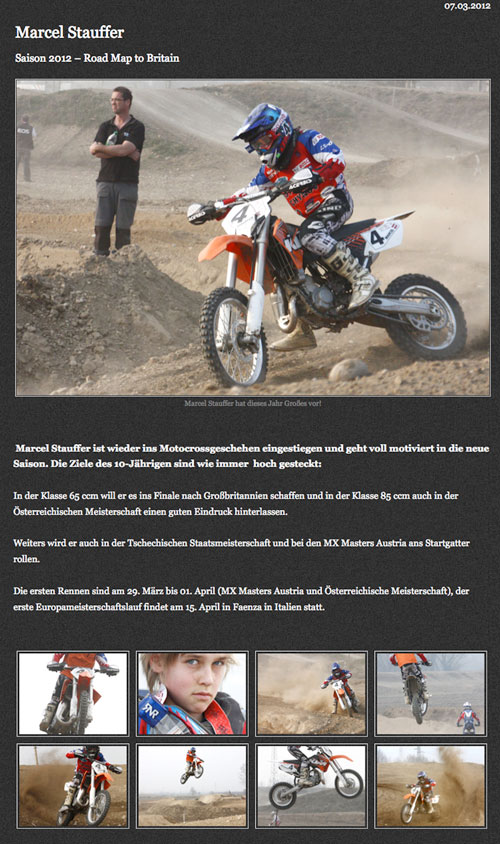 07.03.2012
Marcel Stauffer
Saison 2012 – Road Map to Britain
4
4
Marcel Stauffer hat dieses Jahr Großes vor!
Marcel Stauffer ist wieder ins Motocrossgeschehen eingestiegen und geht voll motiviert in die neue
Saison. Die Ziele des 10-Jährigen sind wie immer hoch gesteckt:
In der Klasse 65 ccm will er es ins Finale nach Großbritannien schaffen und in der Klasse 85 ccm auch in der
Österreichischen Meisterschaft einen guten Eindruck hinterlassen.
Weiters wird er auch in der Tschechischen Staatsmeisterschaft und bei den MX Masters Austria ans Startgatter
rollen.
Die ersten Rennen sind am 29. März bis 01. April (MX Masters Austria und Österreichische Meisterschaft), der
erste Europameisterschaftslauf findet am 15. April in Faenza in Italien statt.